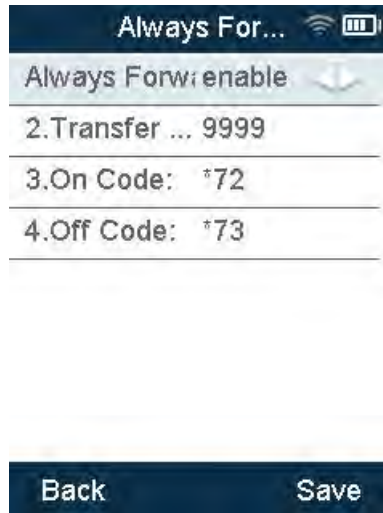 Always For...
Always Forw enable
2.Transfer ... 9999
3.On Code: *72
4.Off Code: *73
Back Save